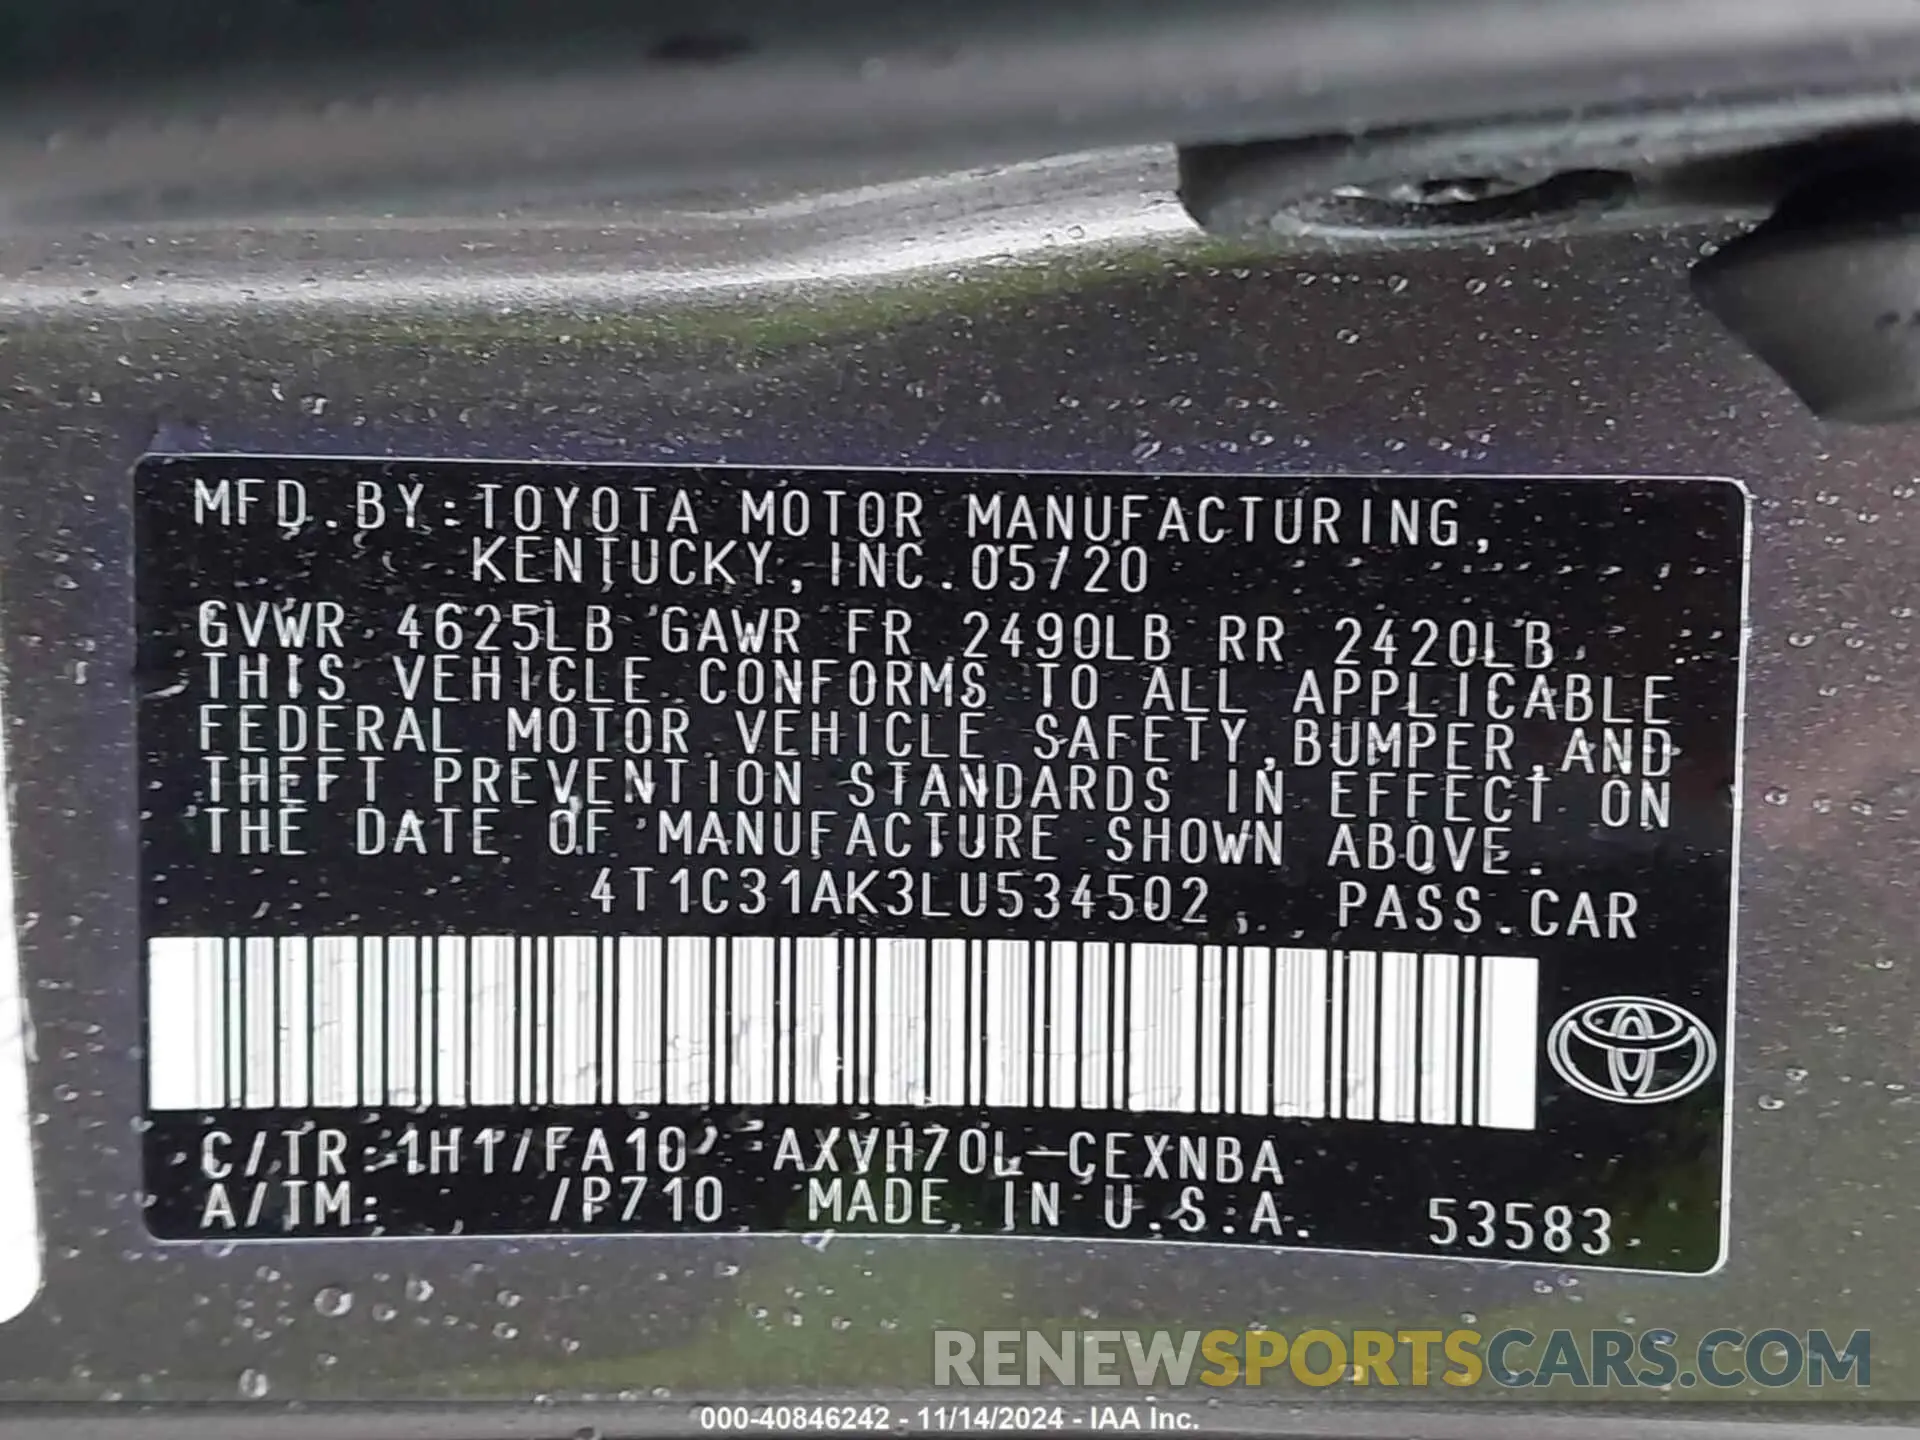 MFD.BY:TOYOTA MOTOR MANUFACTURING,
KENTUCKY, INC. 05/20
GVWR 4625LB GAWR FR 2490LB RR 2420LB
THIS VEHICLE CONFORMS TO ALL APPLICABLE
FEDERAL MOTOR VEHICLE SAFETY,BUMPER,AND
THEFT PREVENTION STANDARDS IN EFFECT ON
THE DATE OF MANUFACTURE SHOWN ABOVE.
4T1C31AK3LU534502 PASS.CAR
C/TR:1H1/FA10 AXVH70L-CEXNBA
A/TM: /P710 MADE IN U.S.A. 53583
RENEWSPORTSCARS.COM
000-40846242 - 11/14/2024 - IAA Inc.